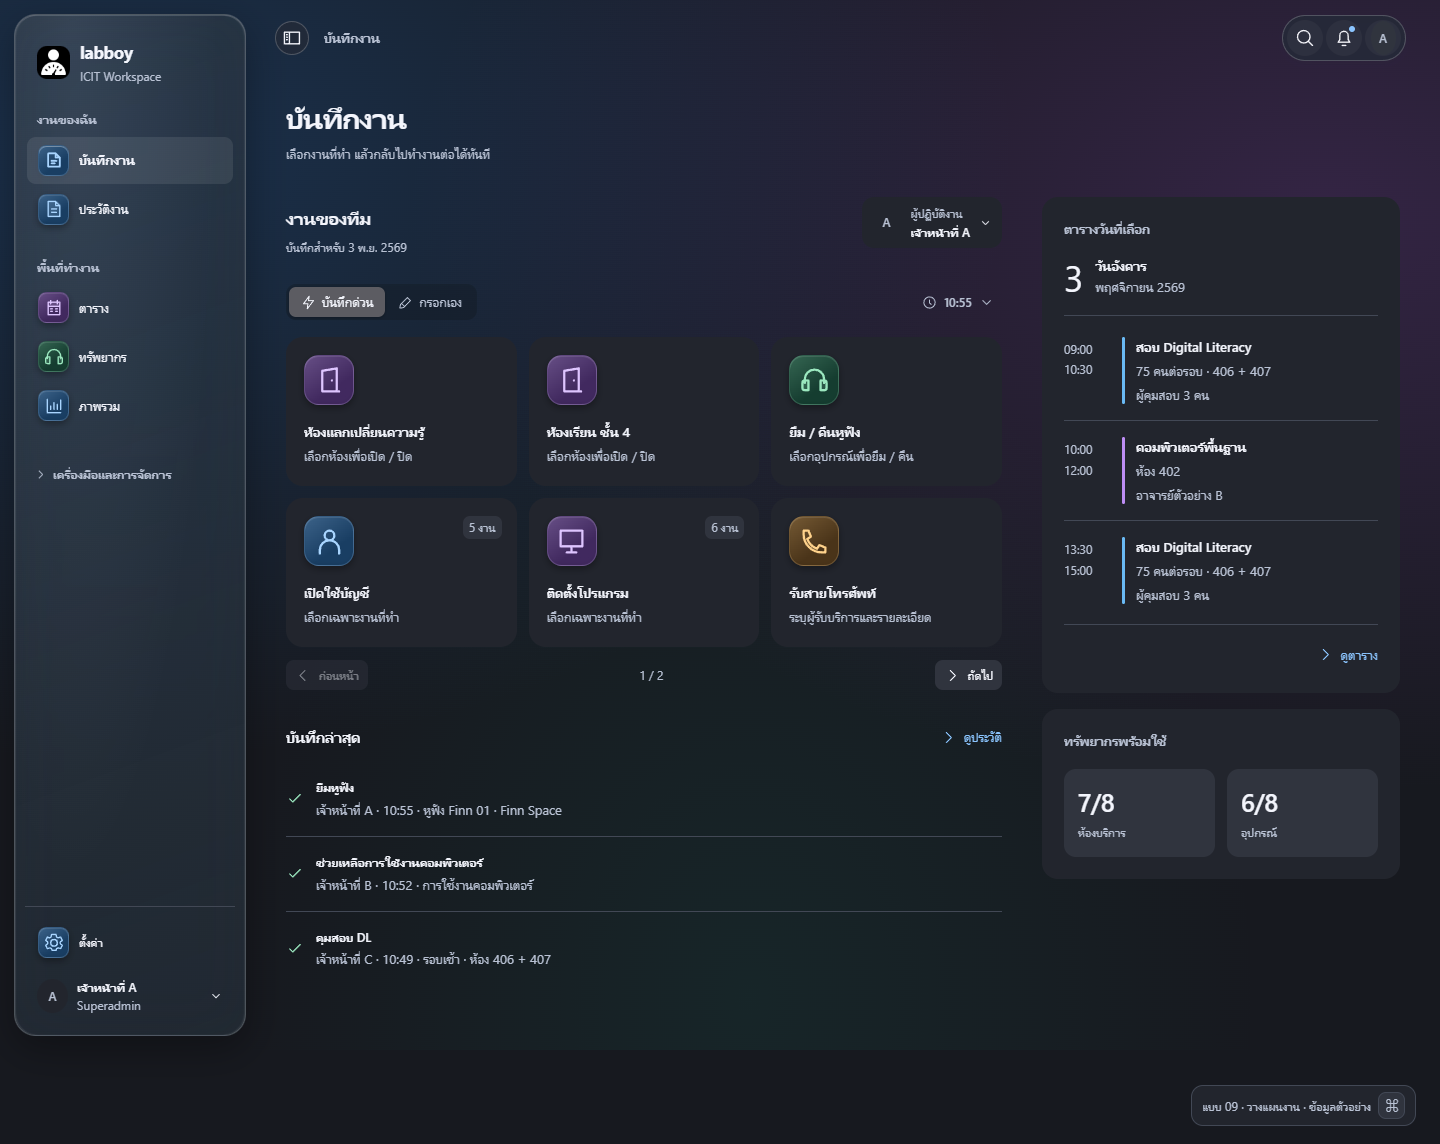 labboy
ICIT Workspace
งานของฉัน
บันทึกงาน
ประวัติงาน
พื้นที่ทำงาน
ตาราง
ทรัพยากร
ภาพรวม
เครื่องมือและการจัดการ
ตั้งค่า
A
เจ้าหน้าที่ A
Superadmin
บันทึกงาน
A
บันทึกงาน
เลือกงานที่ทำ แล้วกลับไปทำงานต่อได้ทันที
งานของทีม
บันทึกสำหรับ 3 พ.ย. 2569
A
ผู้ปฏิบัติงาน
เจ้าหน้าที่ A
บันทึกด่วน
กรอกเอง
10:55
ห้องแลกเปลี่ยนความรู้
เลือกห้องเพื่อเปิด / ปิด
ห้องเรียน ชั้น 4
เลือกห้องเพื่อเปิด / ปิด
ยืม / คืนหูฟัง
เลือกอุปกรณ์เพื่อยืม / คืน
5 งาน
เปิดใช้บัญชี
เลือกเฉพาะงานที่ทำ
6 งาน
ติดตั้งโปรแกรม
เลือกเฉพาะงานที่ทำ
รับสายโทรศัพท์
ระบุผู้รับบริการและรายละเอียด
ก่อนหน้า
1 / 2
ถัดไป
บันทึกล่าสุด
ดูประวัติ
ยืมหูฟัง
เจ้าหน้าที่ A · 10:55 · หูฟัง Finn 01 · Finn Space
ช่วยเหลือการใช้งานคอมพิวเตอร์
เจ้าหน้าที่ B · 10:52 · การใช้งานคอมพิวเตอร์
คุมสอบ DL
เจ้าหน้าที่ C · 10:49 · รอบเช้า · ห้อง 406 + 407
ตารางวันที่เลือก
3
วันอังคาร
พฤศจิกายน 2569
09:00
10:30
สอบ Digital Literacy
75 คนต่อรอบ · 406 + 407
ผู้คุมสอบ 3 คน
10:00
12:00
คอมพิวเตอร์พื้นฐาน
ห้อง 402
อาจารย์ตัวอย่าง B
13:30
15:00
สอบ Digital Literacy
75 คนต่อรอบ · 406 + 407
ผู้คุมสอบ 3 คน
ดูตาราง
ทรัพยากรพร้อมใช้
7/8
ห้องบริการ
6/8
อุปกรณ์
แบบ 09 · วางแผนงาน · ข้อมูลตัวอย่าง ⌘